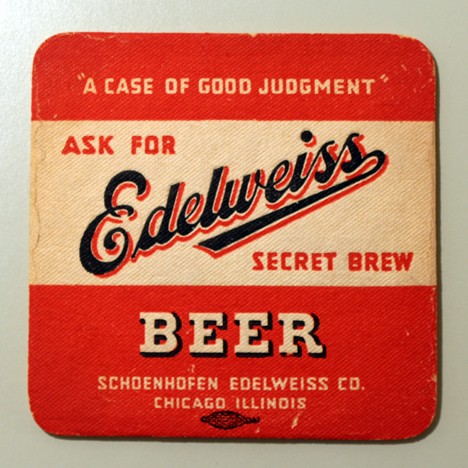 "A CASE OF GOOD JUDGMENT"
ASK FOR
Edelweiss
SECRET BREW
BEER
SCHOENHOFEN EDELWEISS CO.
CHICAGO ILLINOIS